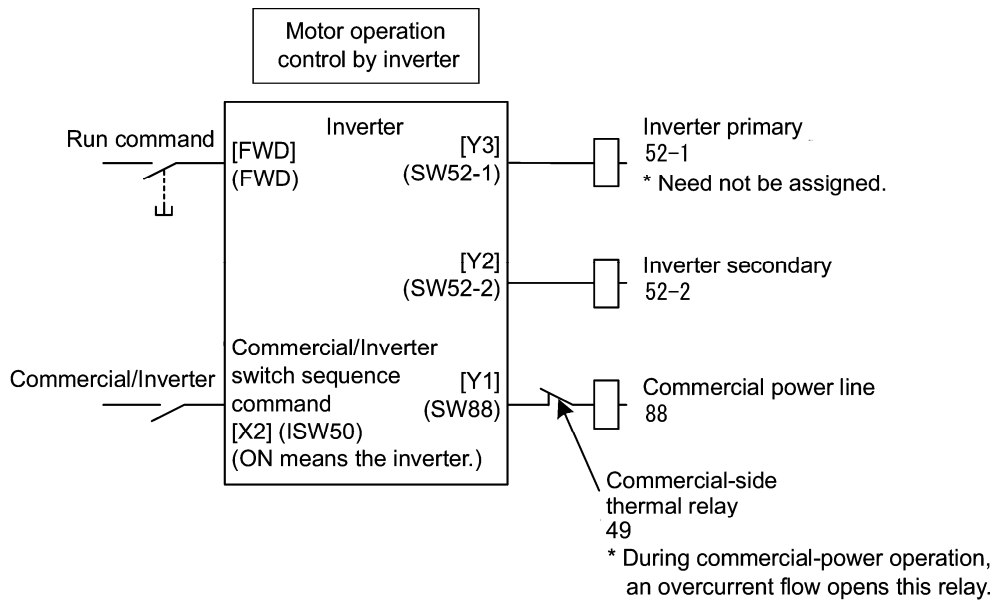 Motor operation
control by inverter
Inverter
Run command
[FWD]
(FWD)
[Y3]
(SW52-1)
Inverter primary
52-1
* Need not be assigned.
[Y2]
(SW52-2)
Inverter secondary
52-2
Commercial/Inverter
Commercial/Inverter
switch sequence
command
[X2] (ISW50)
(ON means the inverter.)
[Y1]
(SW88)
Commercial power line
88
Commercial-side
thermal relay
49
* During commercial-power operation,
an overcurrent flow opens this relay.